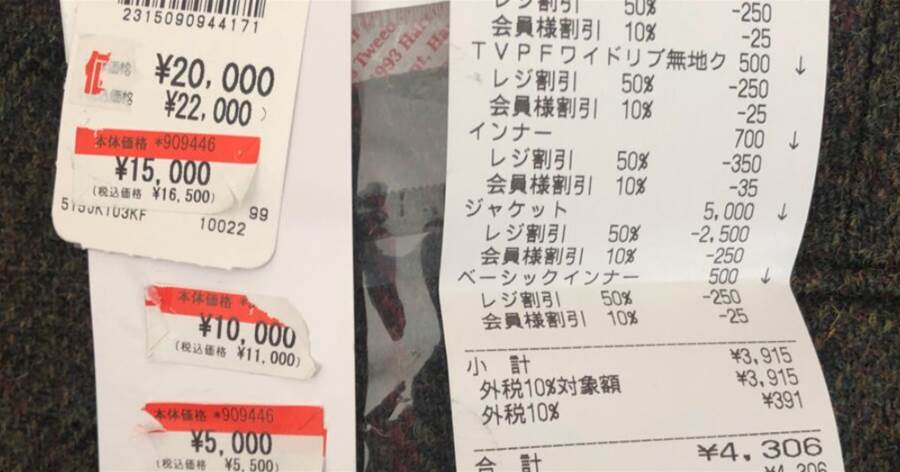 2315090944171
価格
¥20,000
¥22,000
価格
本体価格 *909446
¥15,000
(税込価格 ¥16,500)
5150K103KF
99
10022
本体価格 *9
¥10,000
(税込価格 ¥11,000)
本体価格 *909446
¥5,000
(税込価格 ¥5,500)
Tweed
1993 Harr
レジ割引 50% -250
会員様割引 10% -25
TVPFワイドリブ無地ク 500 ↓
レジ割引 50% -250
会員様割引 10% -25
インナー 700 ↓
レジ割引 50% -350
会員様割引 10% -35
ジャケット 5,000 ↓
レジ割引 50% -2,500
会員様割引 10% -250
ベーシックインナー 500 ↓
レジ割引 50% -250
会員様割引 10% -25
小計 ¥3,915
外税10%対象額 ¥3,915
外税10% ¥391
合計 ¥4,306
¥4,306